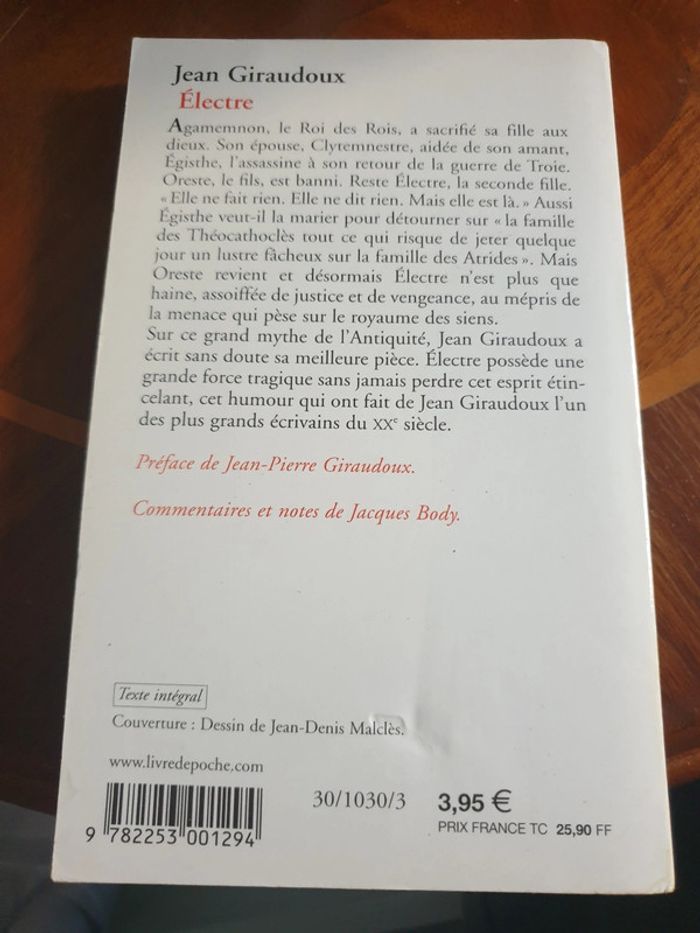 Jean Giraudoux
Électre
Agamemnon, le Roi des Rois, a sacrifié sa fille aux
dieux. Son épouse, Clytemnestre, aidée de son amant,
Égisthe, l'assassine à son retour de la guerre de Troie.
Oreste, le fils, est banni. Reste Électre, la seconde fille.
« Elle ne fait rien. Elle ne dit rien. Mais elle est là. » Aussi
Égisthe veut-il la marier pour détourner sur « la famille
des Théocathoclès tout ce qui risque de jeter quelque
jour un lustre fâcheux sur la famille des Atrides ». Mais
Oreste revient et désormais Électre n'est plus que
haine, assoiffée de justice et de vengeance, au mépris de
la menace qui pèse sur le royaume des siens.
Sur ce grand mythe de l'Antiquité, Jean Giraudoux a
écrit sans doute sa meilleure pièce. Électre possède une
grande force tragique sans jamais perdre cet esprit étin-
celant, cet humour qui ont fait de Jean Giraudoux l'un
des plus grands écrivains du XXe siècle.
Préface de Jean-Pierre Giraudoux.
Commentaires et notes de Jacques Body.
Texte intégral
Couverture : Dessin de Jean-Denis Malclès.
www.livredepoche.com
30/1030/3
3,95 €
PRIX FRANCE TC 25,90 FF
9 782253 001294